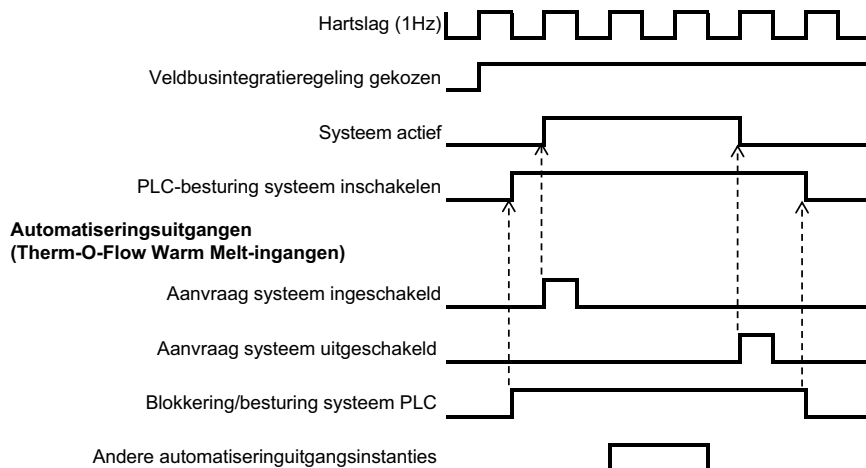 Hartslag (1Hz)
Veldbusintegratieregeling gekozen
Systeem actief
PLC-besturing systeem inschakelen
Automatiseringsuitgangen
(Therm-O-Flow Warm Melt-ingangen)
Aanvraag systeem ingeschakeld
Aanvraag systeem uitgeschakeld
Blokkering/besturing systeem PLC
Andere automatiseringuitgangsinstanties